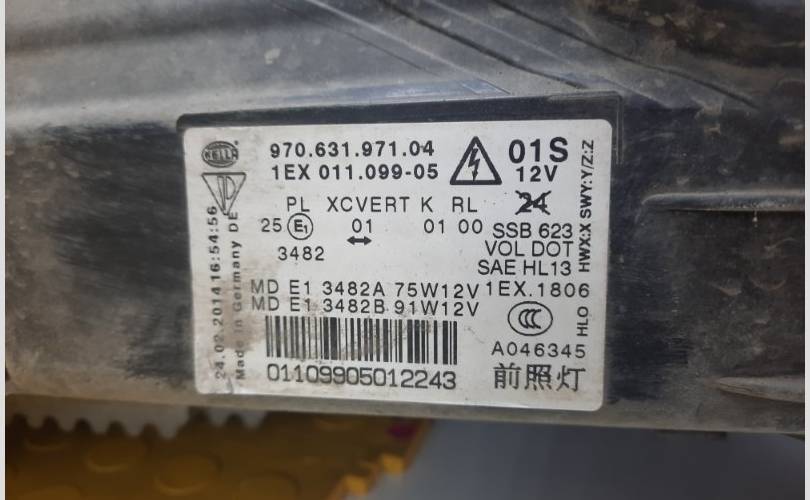 HELLA
970.631.971.04
1EX 011.099-05
01S
12V
PL XCVERT K RL
24
25 E1 01 01 00
SSB 623
3482
VOL DOT
SAE HL13
MD E1 3482A 75W12V
1EX.1806
MD E1 3482B 91W12V
CCC
A046345
01109905012243
前照灯
24.02.2014 16:54:56
Made in Germany DE
HWX:X SWY:Y/Z:Z
HLO